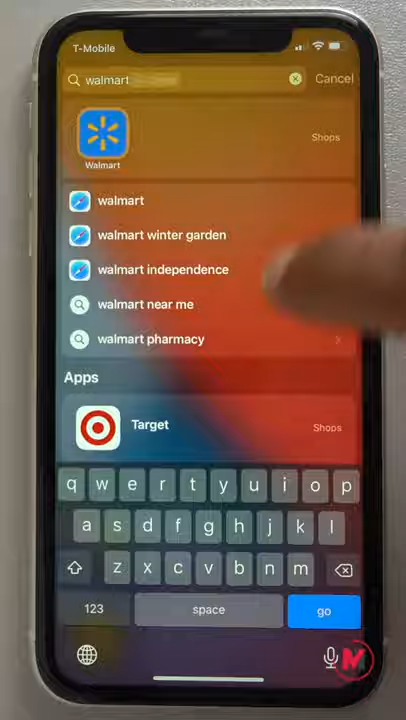 T-Mobile
walmart
Cancel
Walmart
Shops
walmart
walmart winter garden
walmart independence
walmart near me
walmart pharmacy
Apps
Target
Shops
q w e r t y u i o p
a s d f g h j k l
z x c v b n m
123
space
go
M